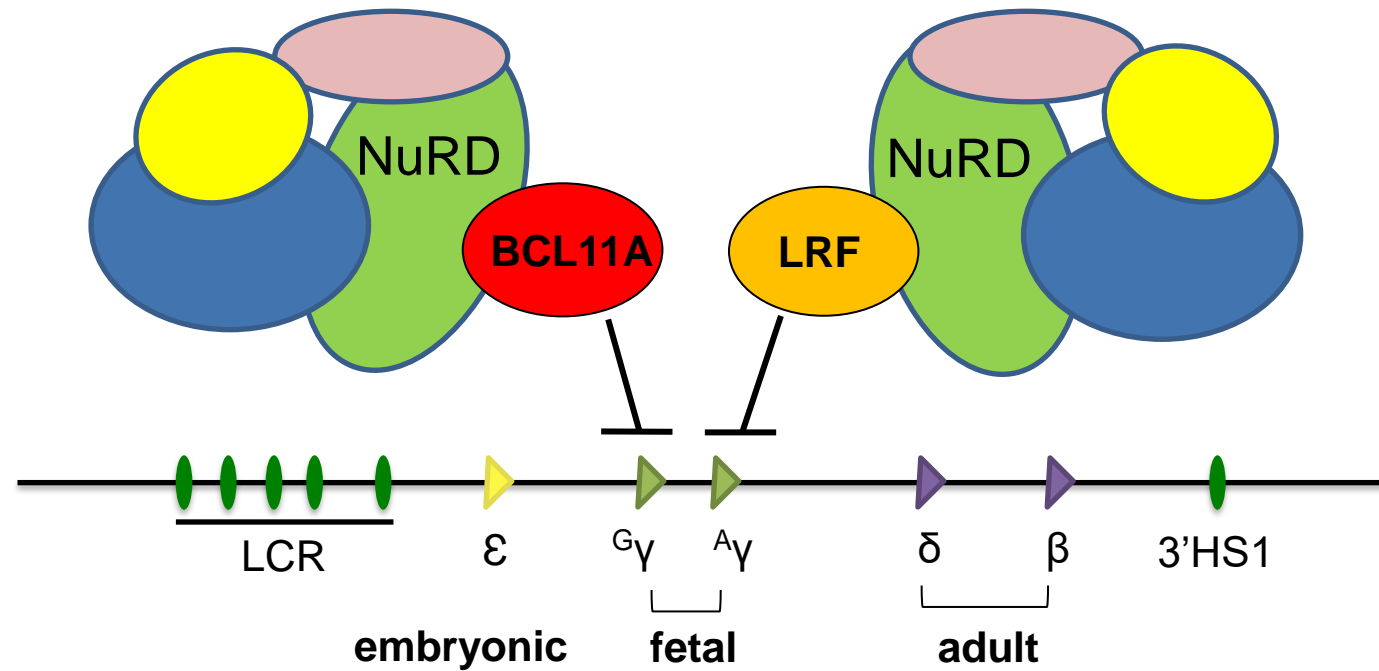 NuRD
NuRD
BCL11A
LRF
LCR
ε
Gγ
Aγ
δ
β
3’HS1
embryonic
fetal
adult